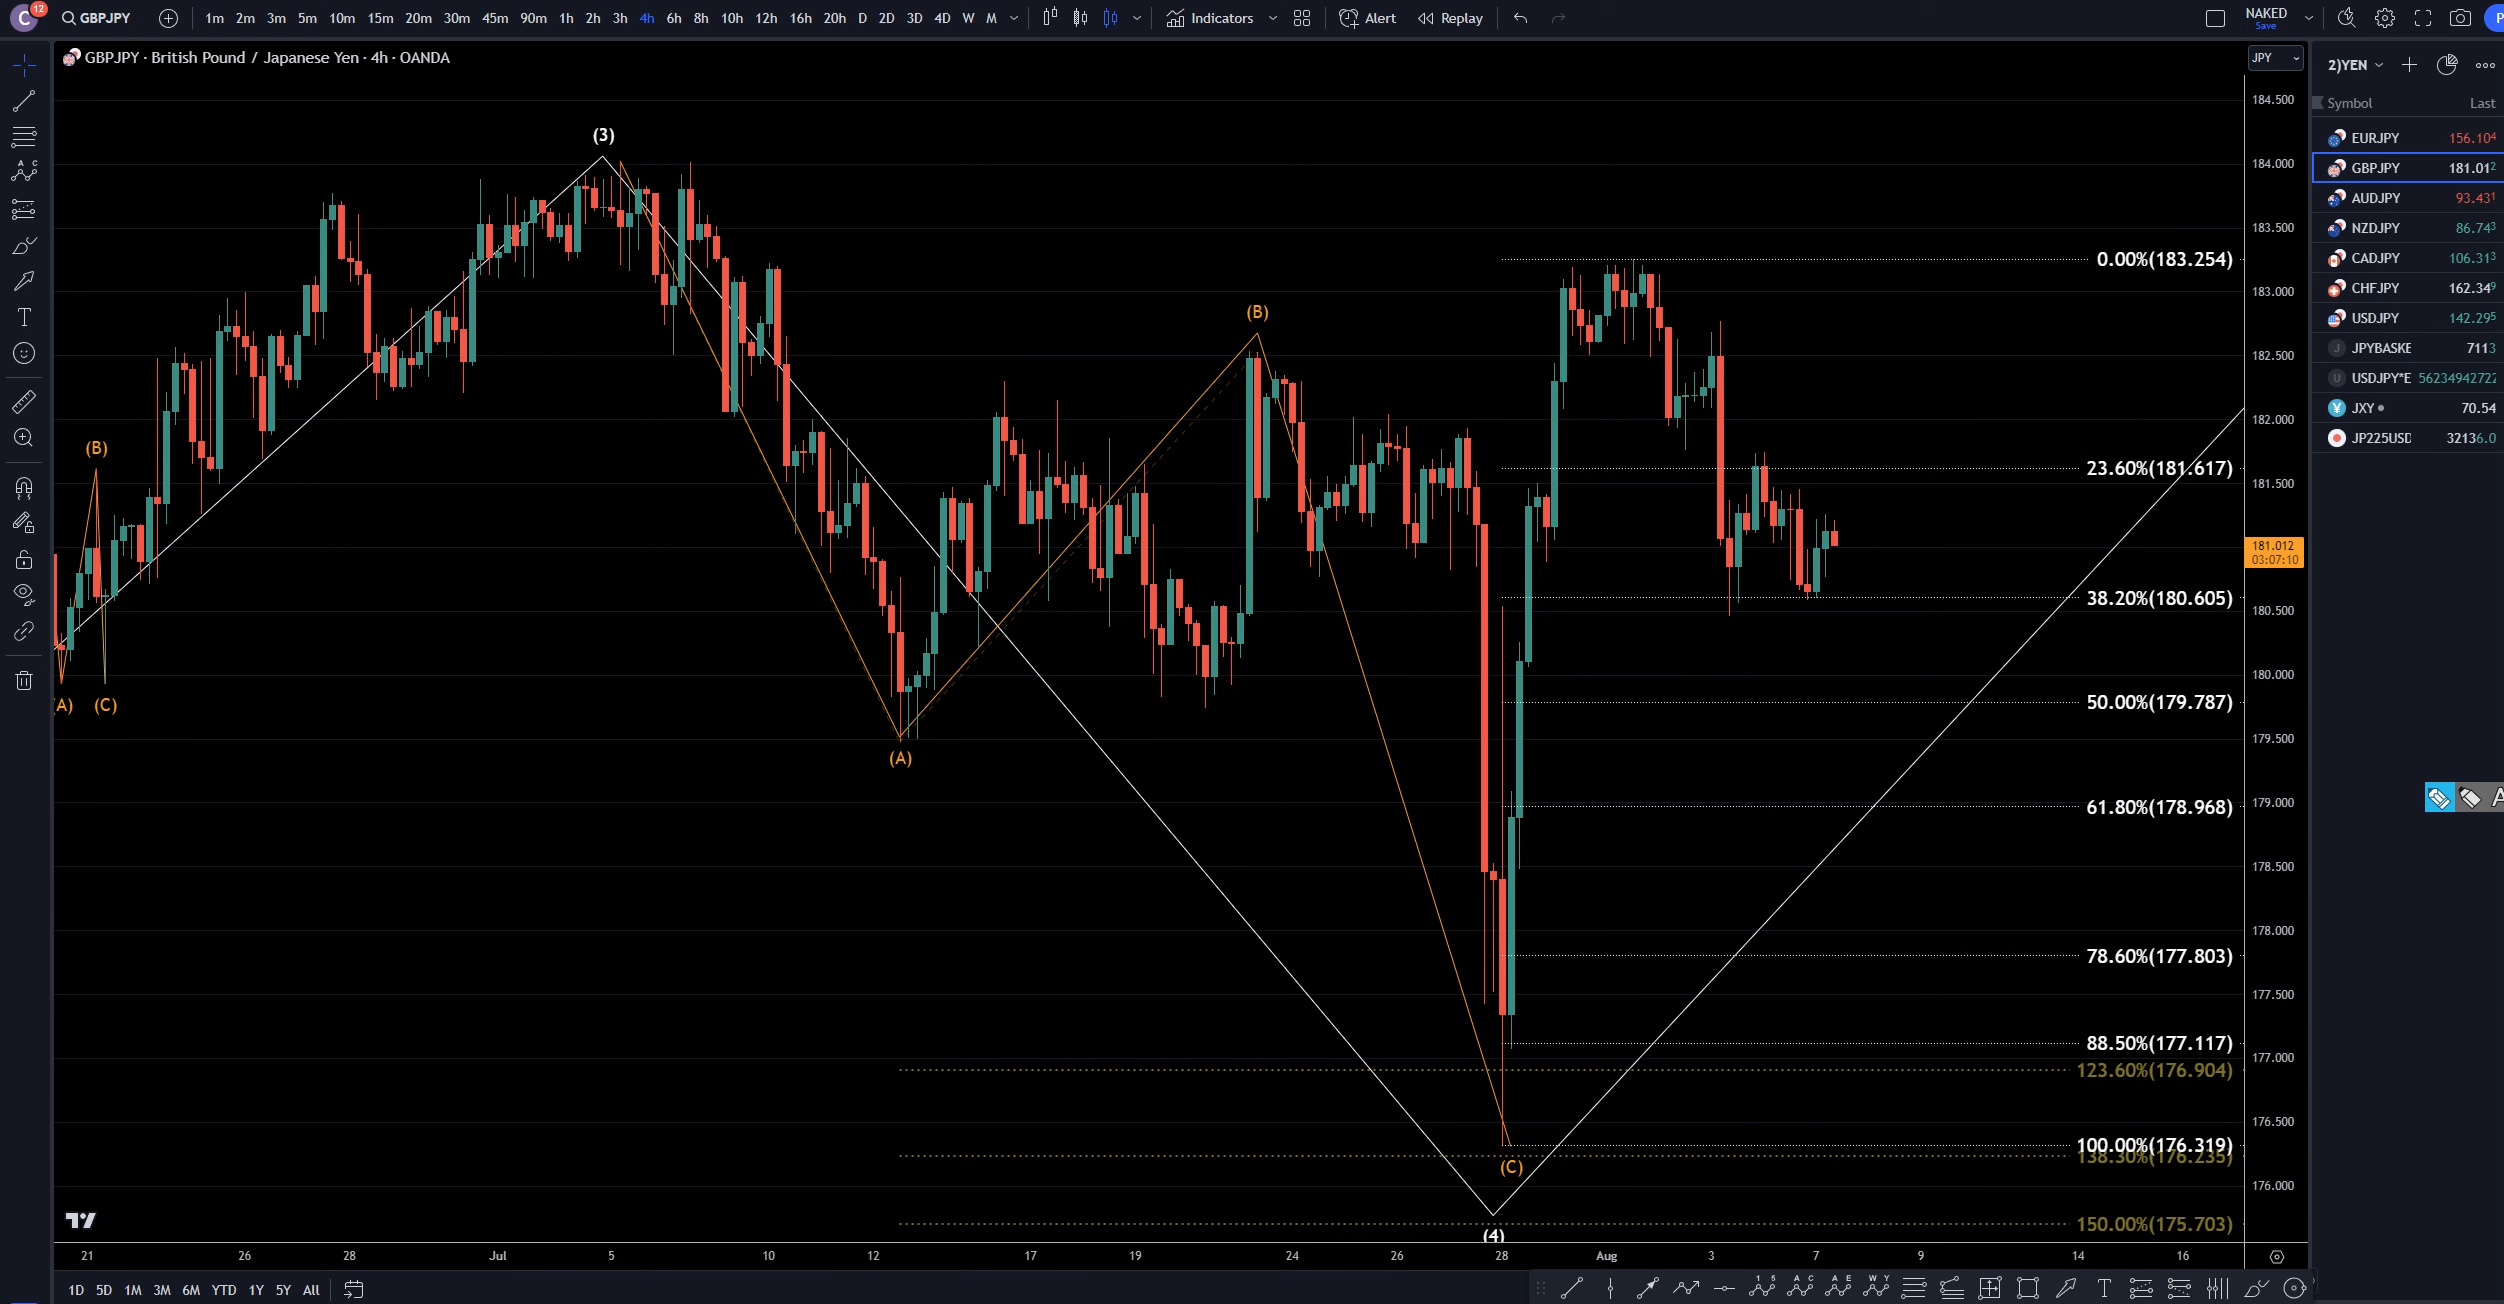 C 12 GBPJPY 1m 2m 3m 5m 10m 15m 20m 30m 45m 90m 1h 2h 3h 4h 6h 8h 10h 12h 16h 20h D 2D 3D 4D W M Indicators Alert Replay NAKED
Save
GBPJPY · British Pound / Japanese Yen · 4h · OANDA
JPY
2)YEN
Symbol Last
EURJPY 156.104
GBPJPY 181.012
AUDJPY 93.431
NZDJPY 86.743
CADJPY 106.313
CHFJPY 162.349
USDJPY 142.295
JPYBASKE 7113
USDJPY*E 56234942722
JXY 70.54
JP225USD 32136.0
184.500
184.000
183.500
183.000
182.500
182.000
181.500
181.012
03:07:10
180.500
180.000
179.500
179.000
178.500
178.000
177.500
177.000
176.500
176.000
(3)
(B)
(B)
A) (C)
(A)
(C)
(4)
0.00%(183.254)
23.60%(181.617)
38.20%(180.605)
50.00%(179.787)
61.80%(178.968)
78.60%(177.803)
88.50%(177.117)
123.60%(176.904)
100.00%(176.319)
138.30%(176.235)
150.00%(175.703)
21 26 28 Jul 5 10 12 17 19 24 26 28 Aug 3 7 9 14 16
1D 5D 1M 3M 6M YTD 1Y 5Y All